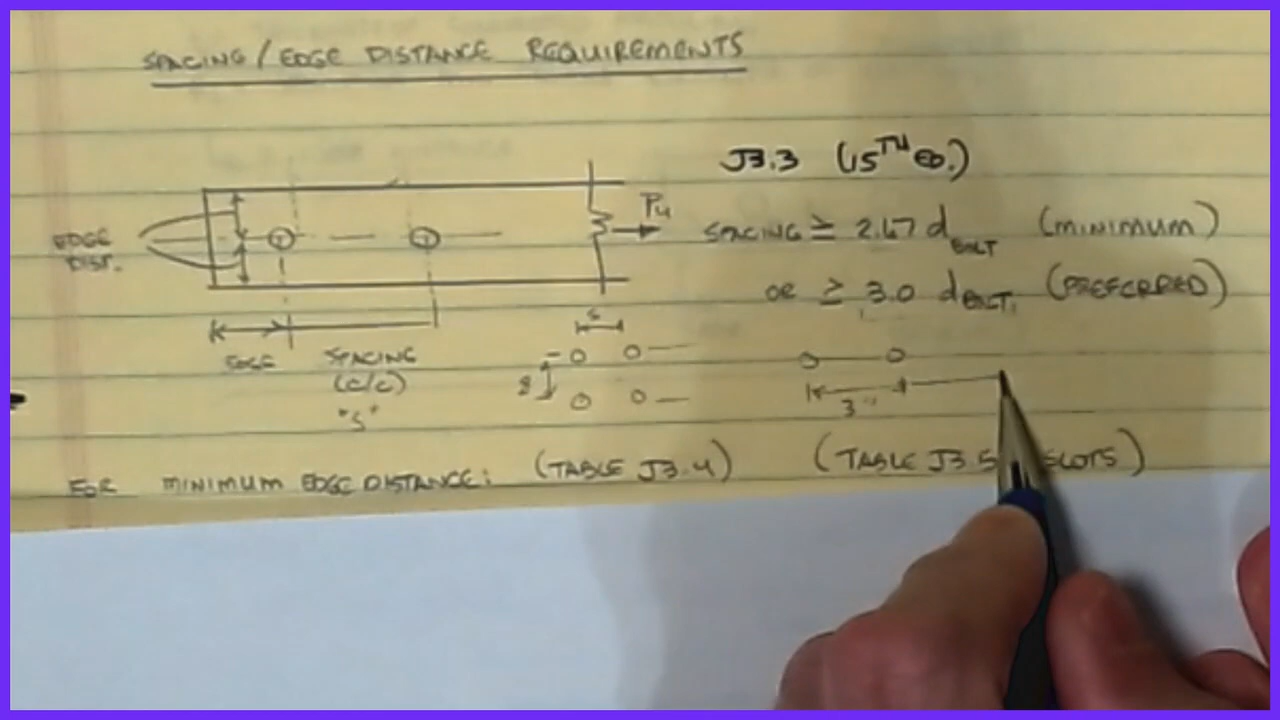 SPACING / EDGE DISTANCE REQUIREMENTS
J3.3 (15TH ED.)
Pu
SPACING ≥ 2.67 dBOLT (MINIMUM)
OR ≥ 3.0 dBOLT. (PREFERRED)
EDGE
DIST.
EDGE SPACING
(C/C)
"S"
s
g
3"
FOR MINIMUM EDGE DISTANCE: (TABLE J3.4) (TABLE J3.5 SLOTS)